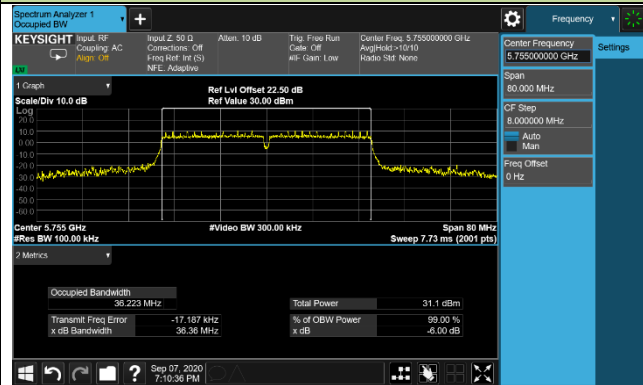 Spectrum Analyzer 1
Occupied BW
+
Frequency
KEYSIGHT
Input: RF
Coupling: AC
Align: Off
Input Z: 50 Ω
Corrections: Off
Freq Ref: Int (S)
NFE: Adaptive
Atten: 10 dB
Trig: Free Run
Gate: Off
#IF Gain: Low
Center Freq: 5.755000000 GHz
Avg|Hold:>10/10
Radio Std: None
Center Frequency
5.755000000 GHz
Settings
Span
80.000 MHz
CF Step
8.000000 MHz
Auto
Man
Freq Offset
0 Hz
1 Graph
Scale/Div 10.0 dB
Ref Lvl Offset 22.50 dB
Ref Value 30.00 dBm
Log
20.0
10.0
0.00
-10.0
-20.0
-30.0
-40.0
-50.0
-60.0
Center 5.755 GHz
#Res BW 100.00 kHz
#Video BW 300.00 kHz
Span 80 MHz
Sweep 7.73 ms (2001 pts)
2 Metrics
Occupied Bandwidth
36.223 MHz
Total Power 31.1 dBm
Transmit Freq Error -17.187 kHz
% of OBW Power 99.00 %
x dB Bandwidth 36.36 MHz
x dB -6.00 dB
?
Sep 07, 2020
7:10:36 PM